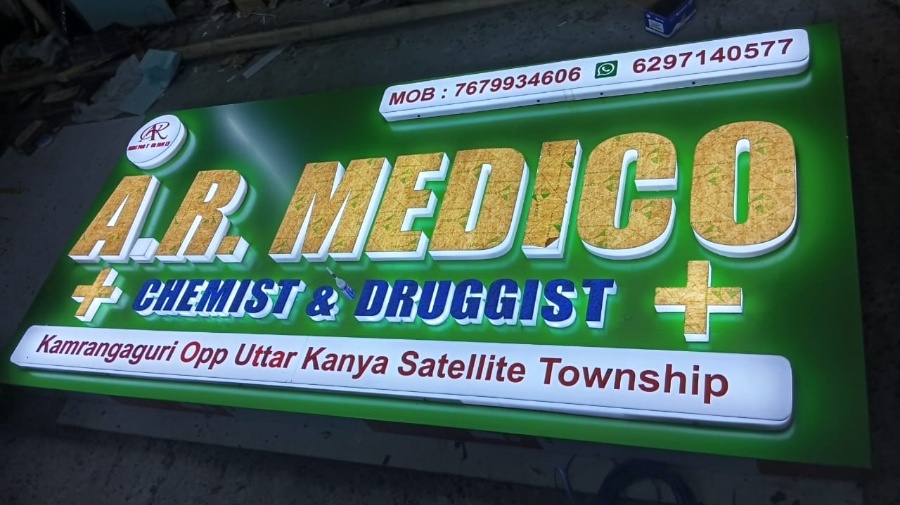 MOB : 7679934606 6297140577
AR
A.R. MEDICO
CHEMIST & DRUGGIST
Kamrangaguri Opp Uttar Kanya Satellite Township